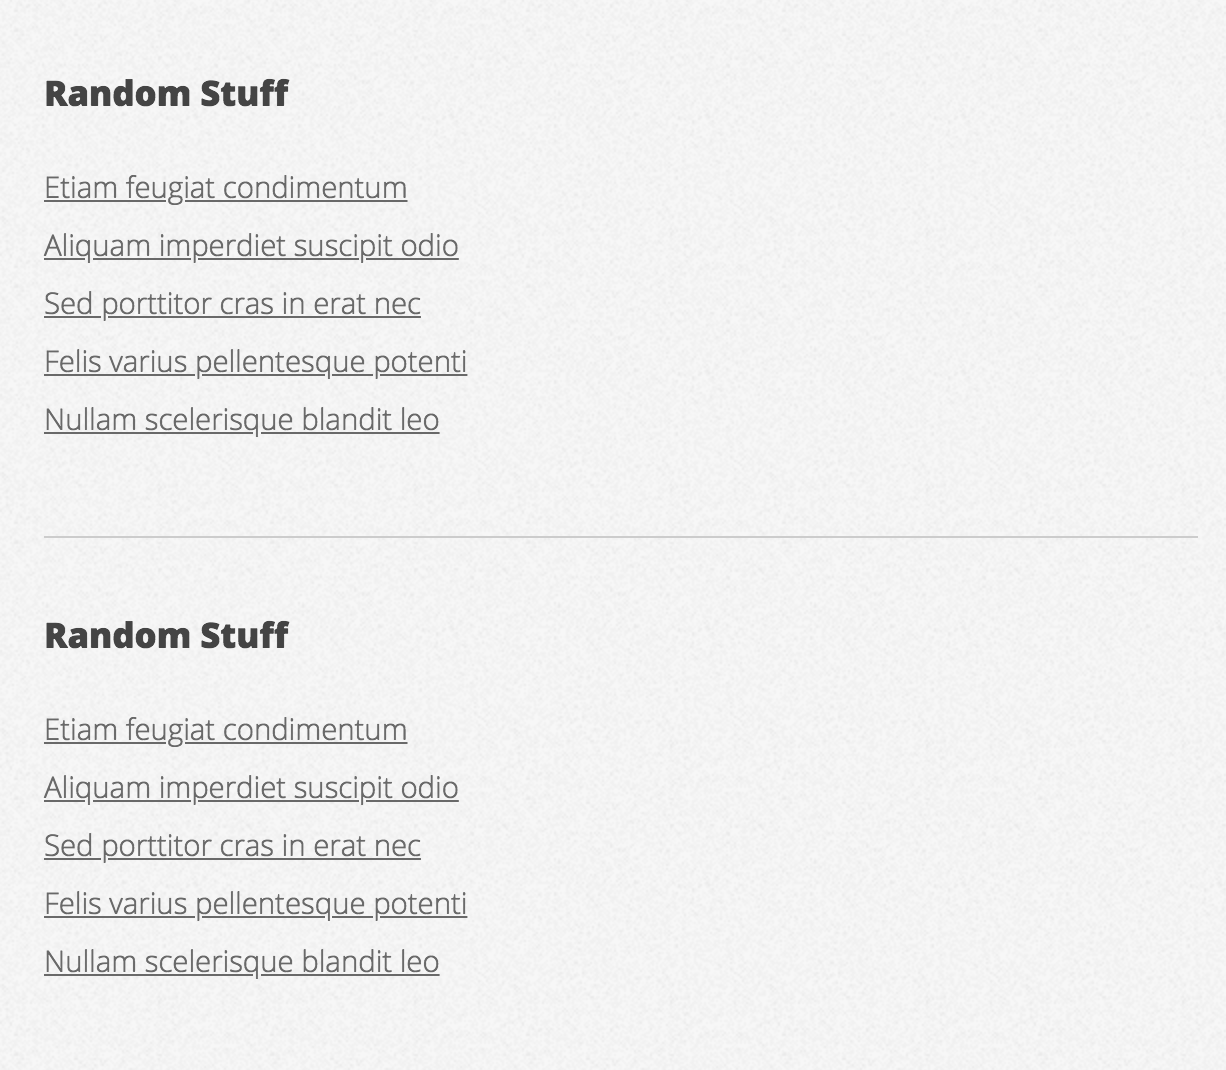 Random Stuff
Etiam feugiat condimentum
Aliquam imperdiet suscipit odio
Sed porttitor cras in erat nec
Felis varius pellentesque potenti
Nullam scelerisque blandit leo
Random Stuff
Etiam feugiat condimentum
Aliquam imperdiet suscipit odio
Sed porttitor cras in erat nec
Felis varius pellentesque potenti
Nullam scelerisque blandit leo